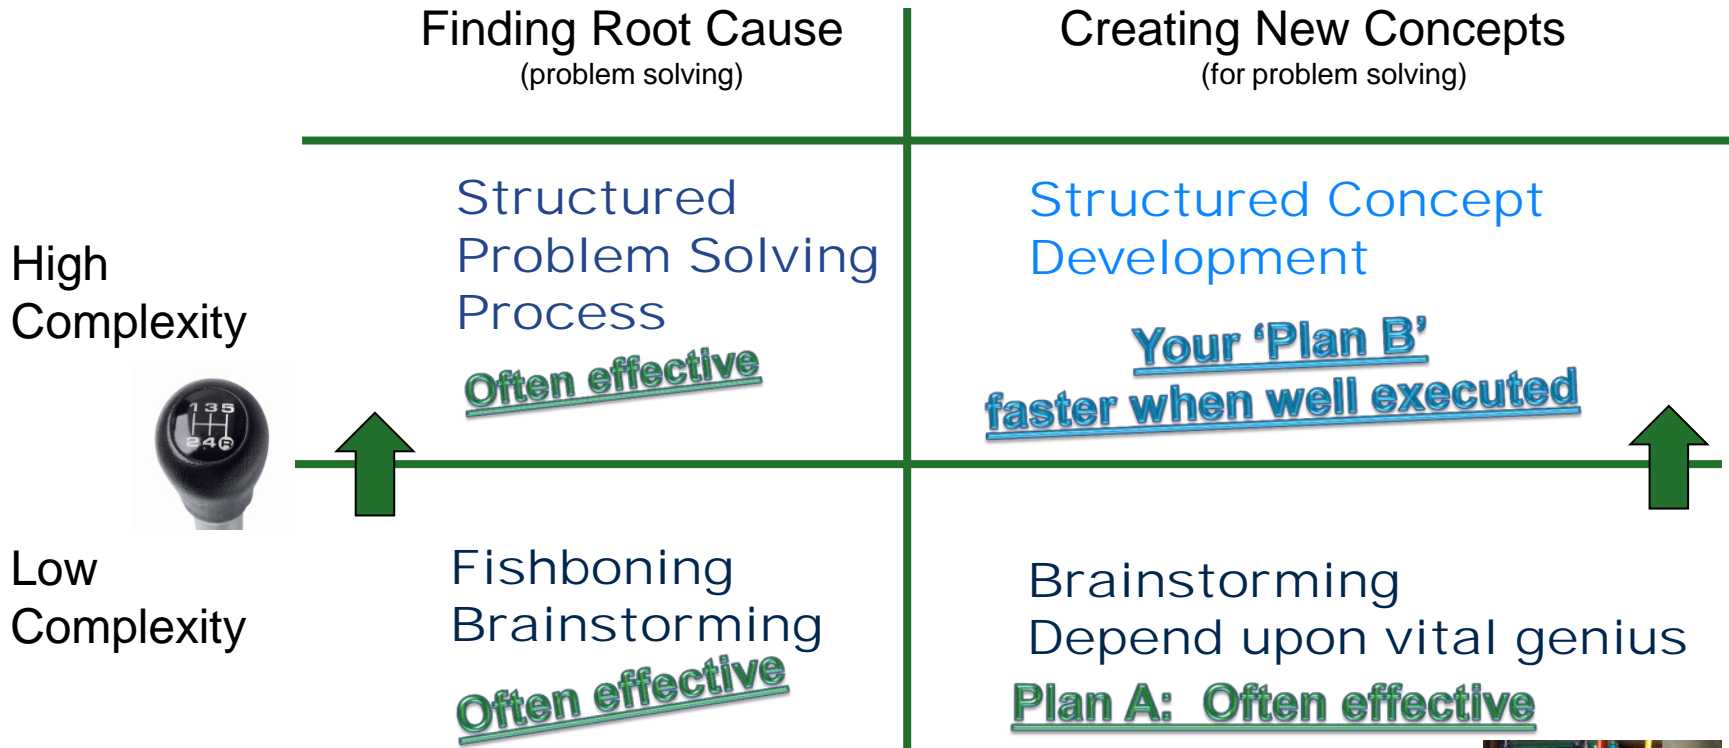 Finding Root Cause
(problem solving)
Creating New Concepts
(for problem solving)
High
Complexity
Structured
Problem Solving
Process
Often effective
Structured Concept
Development
Your ‘Plan B’
faster when well executed
1 3 5
2 4 R
Low
Complexity
Fishboning
Brainstorming
Often effective
Brainstorming
Depend upon vital genius
Plan A: Often effective